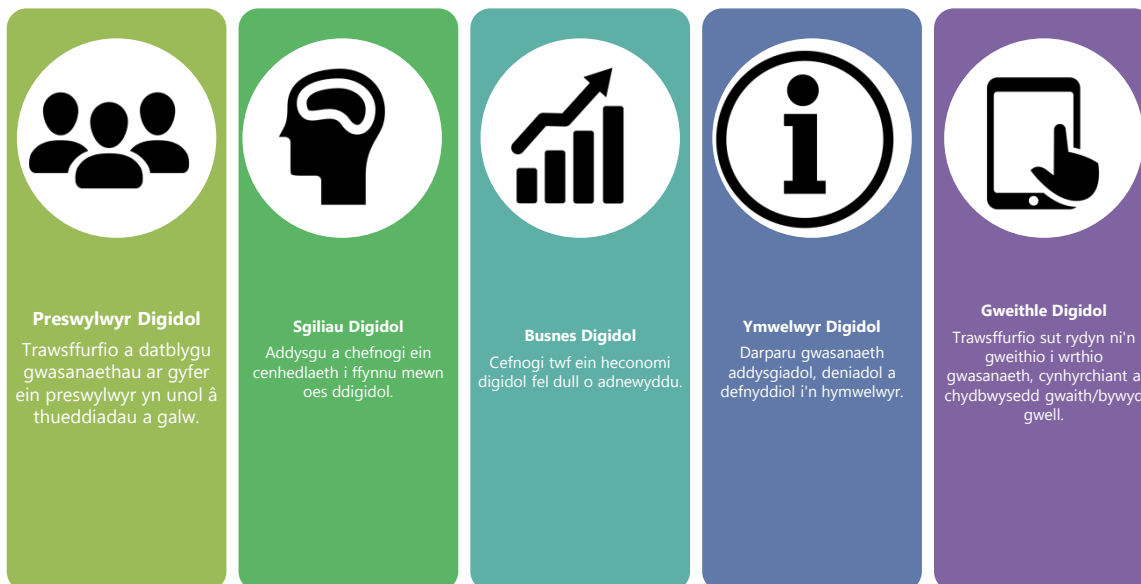 Preswylwyr Digidol
Trawsffurfio a datblygu
gwasanaethau ar gyfer
ein preswylwyr yn unol â
thueddiadau a galw.
Sgiliau Digidol
Addysgu a chefnogi ein
cenhedlaeth i ffynnu mewn
oes ddigidol.
Busnes Digidol
Cefnogi twf ein heconomi
digidol fel dull o adnewyddu.
Ymwelwyr Digidol
Darparu gwasanaeth
addysgiadol, deniadol a
defnyddiol i'n hymwelwyr.
Gweithle Digidol
Trawsffurfio sut rydyn ni'n
gweithio i wrthio
gwasanaeth, cynhyrchiant a
chydbwysedd gwaith/bywyd
gwell.